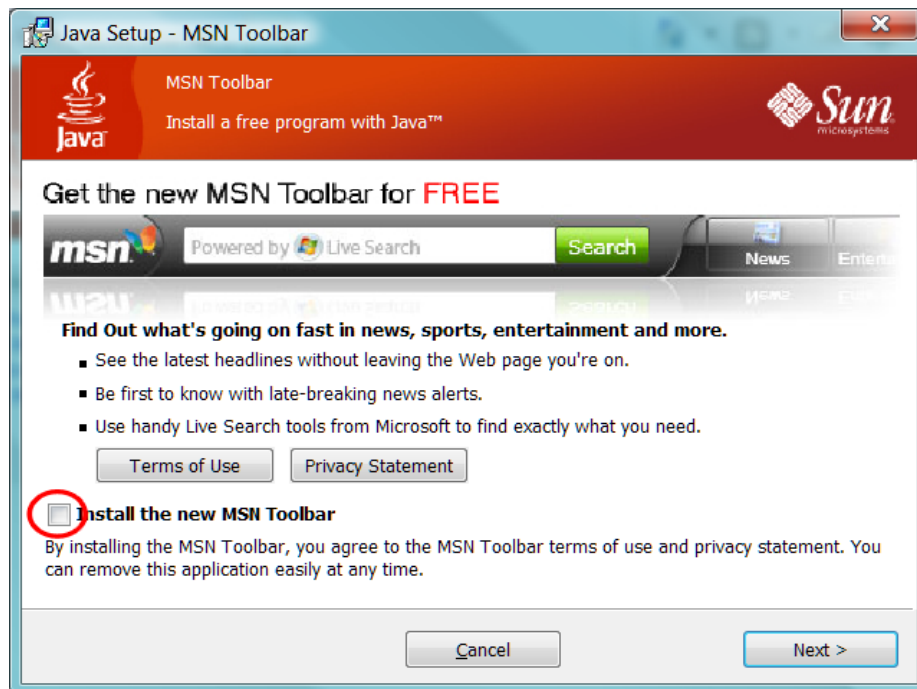 Java Setup - MSN Toolbar
MSN Toolbar
Install a free program with Java™
Java
Sun
microsystems
Get the new MSN Toolbar for FREE
msn
Powered by Live Search
Search
News
Find Out what's going on fast in news, sports, entertainment and more.
See the latest headlines without leaving the Web page you're on.
Be first to know with late-breaking news alerts.
Use handy Live Search tools from Microsoft to find exactly what you need.
Terms of Use
Privacy Statement
Install the new MSN Toolbar
By installing the MSN Toolbar, you agree to the MSN Toolbar terms of use and privacy statement. You
can remove this application easily at any time.
Cancel
Next >